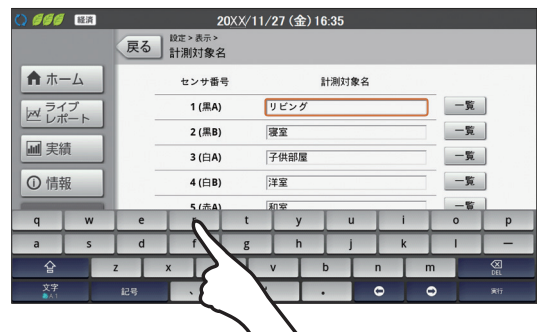 経済
20XX/11/27 (金) 16:35
戻る
設定 > 表示 >
計測対象名
ホーム
ライブ
レポート
実績
情報
センサ番号 計測対象名
1 (黒A) リビング 一覧
2 (黒B) 寝室 一覧
3 (白A) 子供部屋 一覧
4 (白B) 洋室 一覧
5 (赤A) 和室 一覧
q w e r t y u i o p
a s d f g h j k l ー
z x v b n m DEL
文字 記号 、 . 実行
あA1